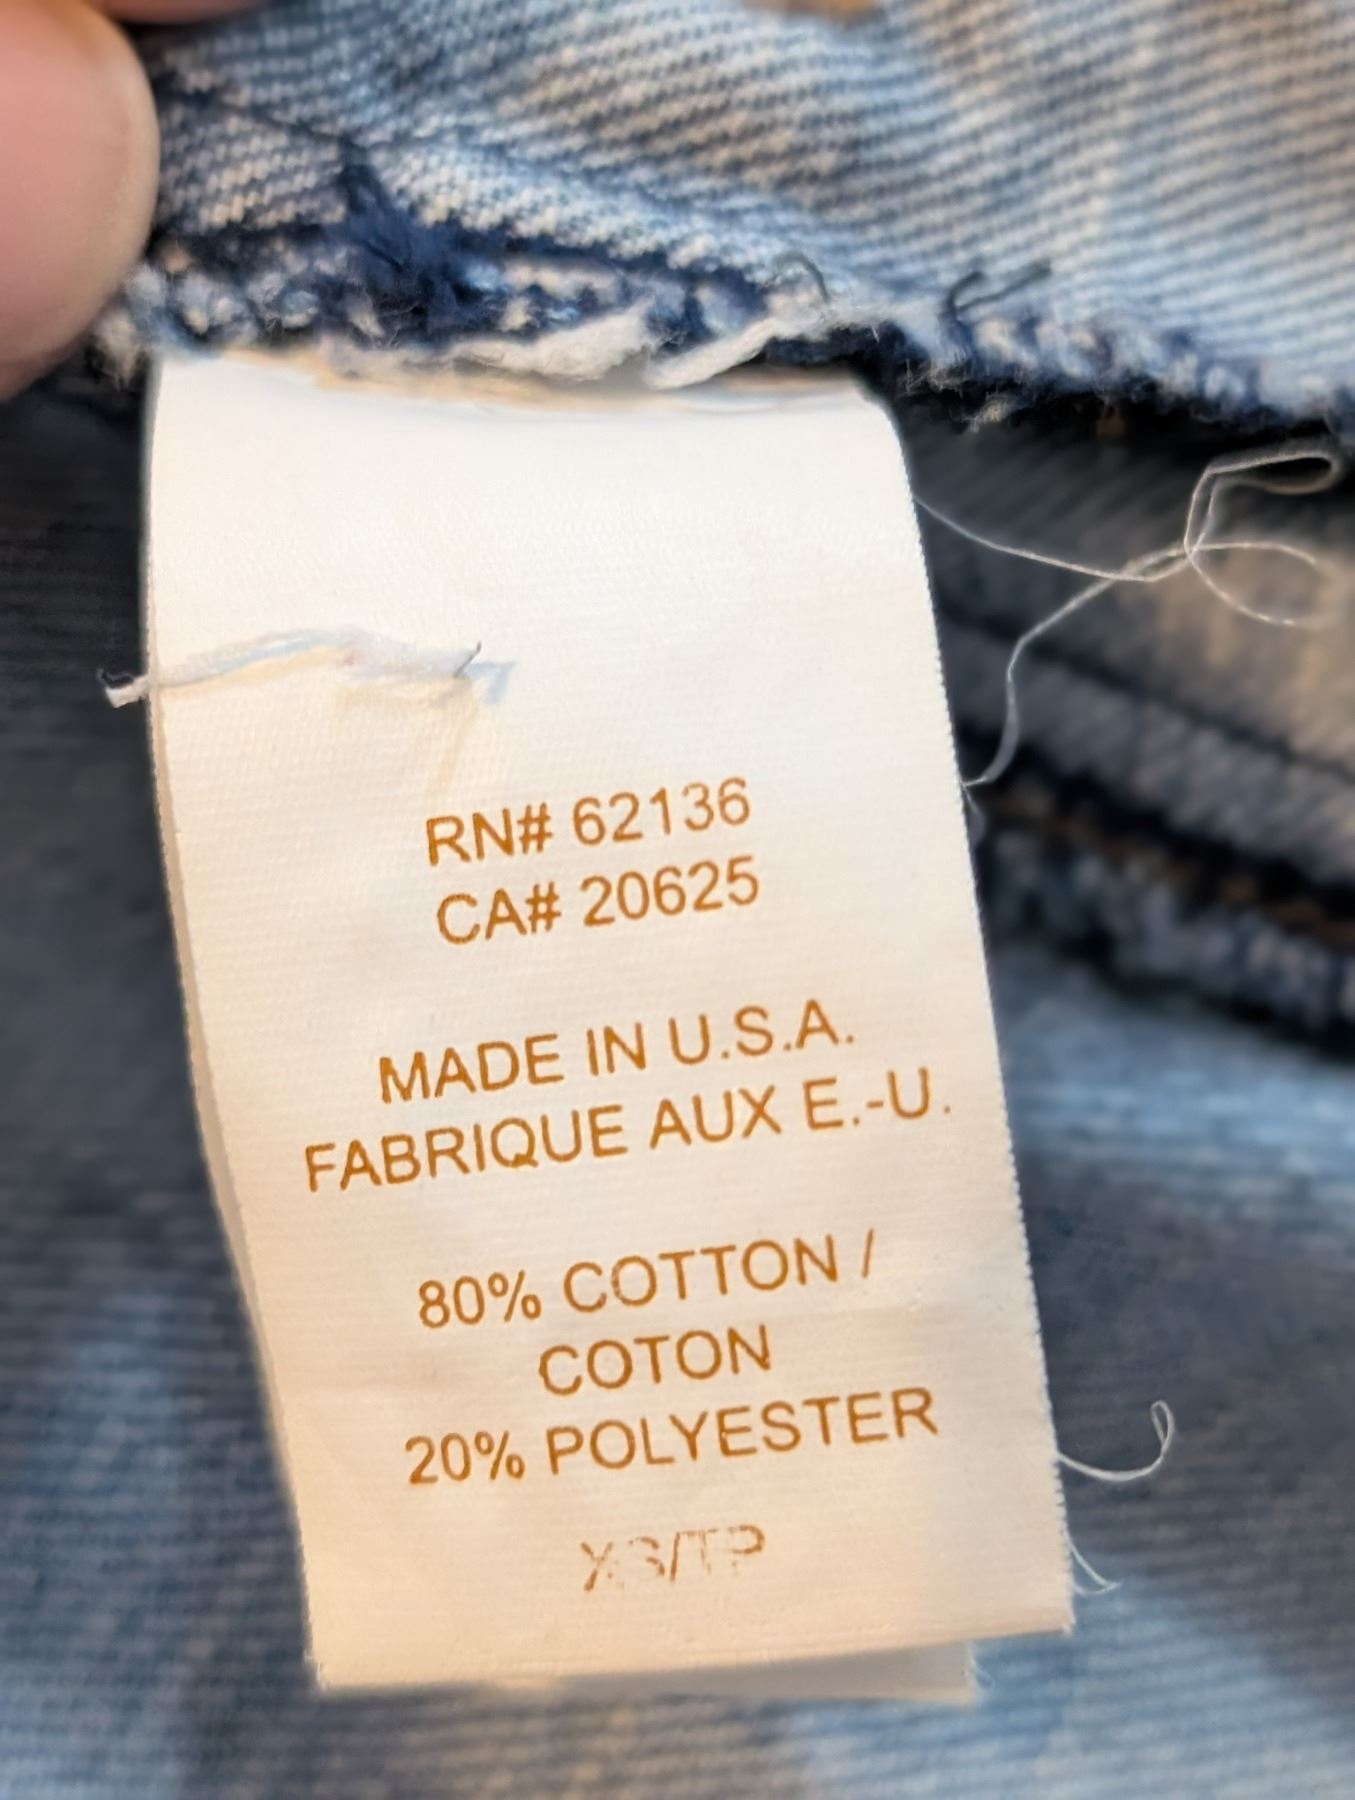 RN# 62136
CA# 20625
MADE IN U.S.A.
FABRIQUE AUX E.-U.
80% COTTON /
COTON
20% POLYESTER
XS/TP